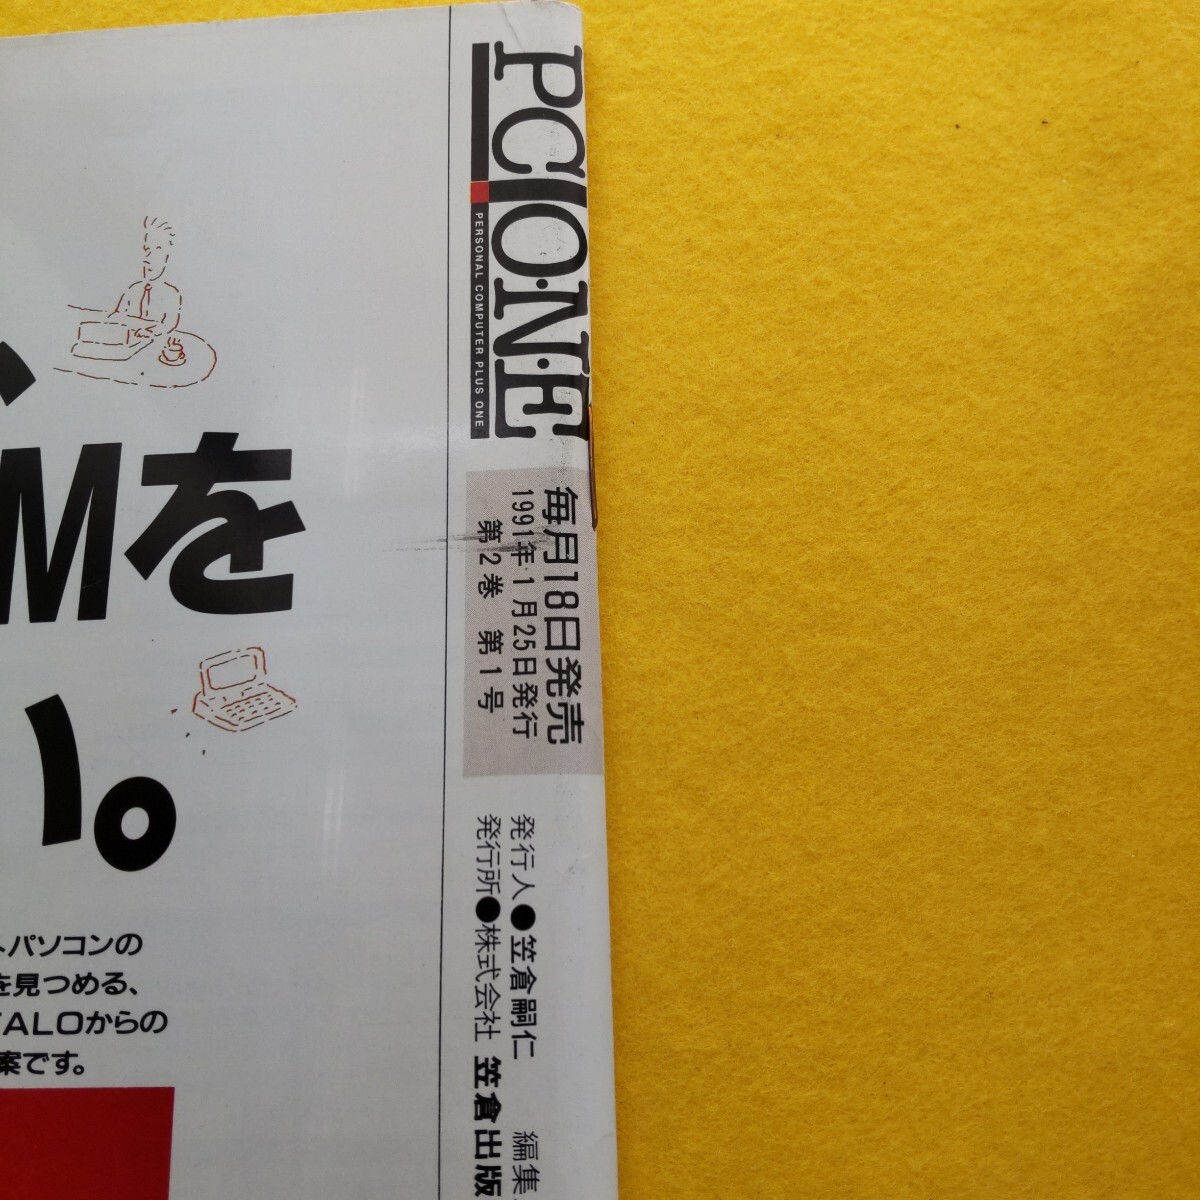 PC・O・N・E
PERSONAL COMPUTER PLUS ONE
毎月18日発売
1991年1月25日発行
第2巻 第1号
発行人●笠倉嗣仁
編集
発行所●株式会社 笠倉出版
Mを
い。
パソコンの
を見つめる、
ALOからの
案です。